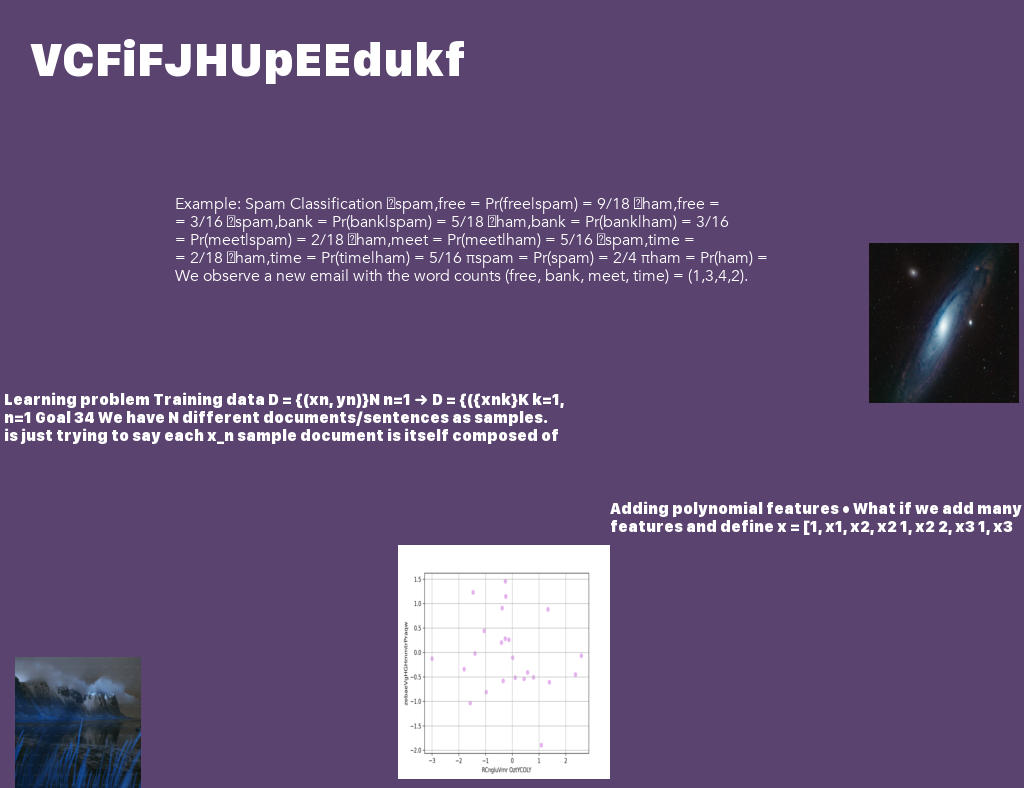 VCFiFJHUpEEdukf
Example: Spam Classification spam,free = Pr(free|spam) = 9/18 ham,free =
= 3/16 spam,bank = Pr(bank|spam) = 5/18 ham,bank = Pr(bank|ham) = 3/16
= Pr(meet|spam) = 2/18 ham,meet = Pr(meet|ham) = 5/16 spam,time =
= 2/18 ham,time = Pr(time|ham) = 5/16 πspam = Pr(spam) = 2/4 πham = Pr(ham) =
We observe a new email with the word counts (free, bank, meet, time) = (1,3,4,2).
Learning problem Training data D = {(xn, yn)}N n=1 → D = {({xnk}K k=1,
n=1 Goal 34 We have N different documents/sentences as samples.
is just trying to say each x_n sample document is itself composed of
Adding polynomial features • What if we add many
features and define x = [1, x1, x2, x2 1, x2 2, x3 1, x3
1.5
1.0
0.5
0.0
−0.5
−1.0
−1.5
−2.0
−3 −2 −1 0 1 2